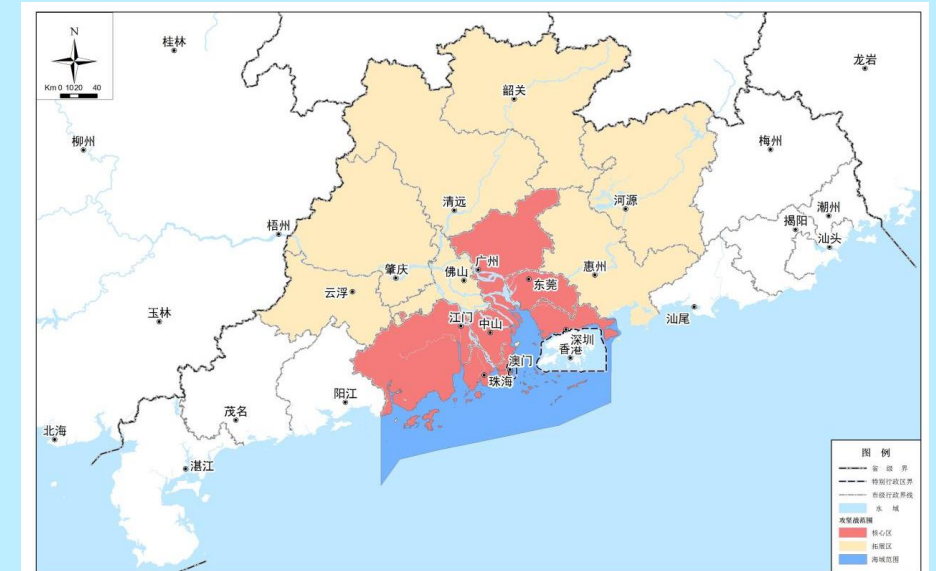 N
Km 0 10 20 40
桂林
龙岩
韶关
柳州
梅州
清远
河源
潮州
揭阳
汕头
梧州
广州
肇庆
佛山
惠州
东莞
云浮
玉林
江门
中山
汕尾
深圳
香港
澳门
珠海
阳江
茂名
北海
湛江
图 例
省 级 界
特别行政区界
市级行政界线
水 域
攻坚战范围
核心区
拓展区
海域范围